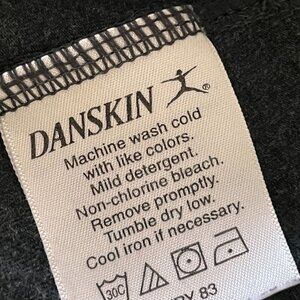 DANSKIN ®
Machine wash cold
with like colors.
Mild detergent.
Non-chlorine bleach.
Remove promptly.
Tumble dry low.
Cool iron if necessary.
30C
83